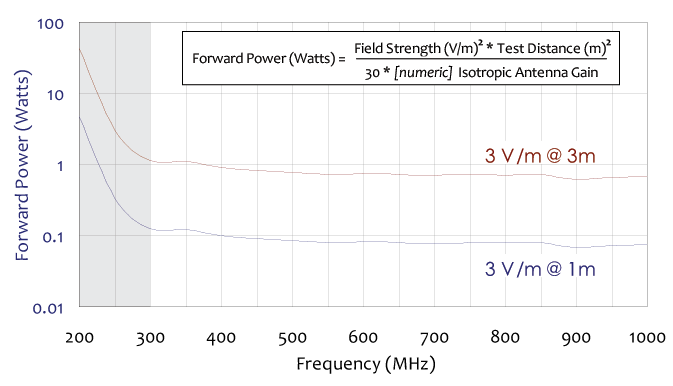 100
10
1
0.1
0.01
Forward Power (Watts)
Forward Power (Watts) = Field Strength (V/m)² * Test Distance (m)²
30 * [numeric] Isotropic Antenna Gain
3 V/m @ 3m
3 V/m @ 1m
200 300 400 500 600 700 800 900 1000
Frequency (MHz)